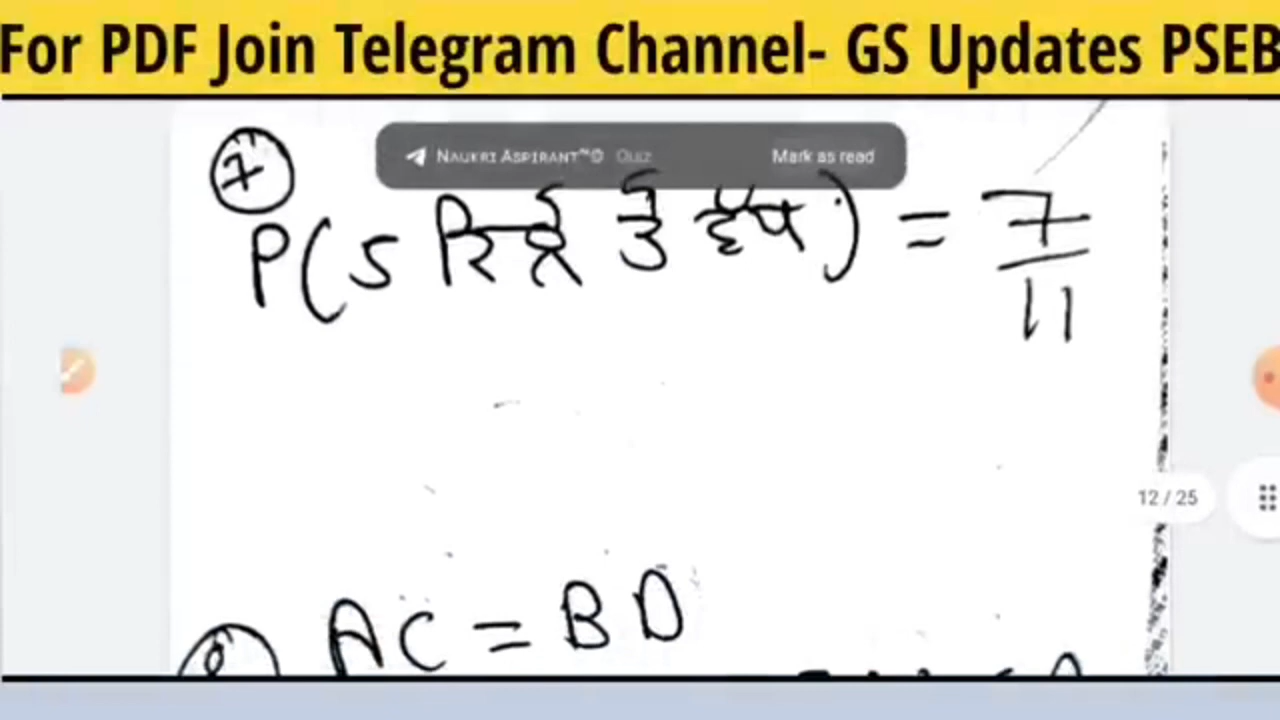 For PDF Join Telegram Channel- GS Updates PSEB
NAUKRI ASPIRANT™© Quiz Mark as read
7
P(5 ) = 7/11
12 / 25
AC = BD